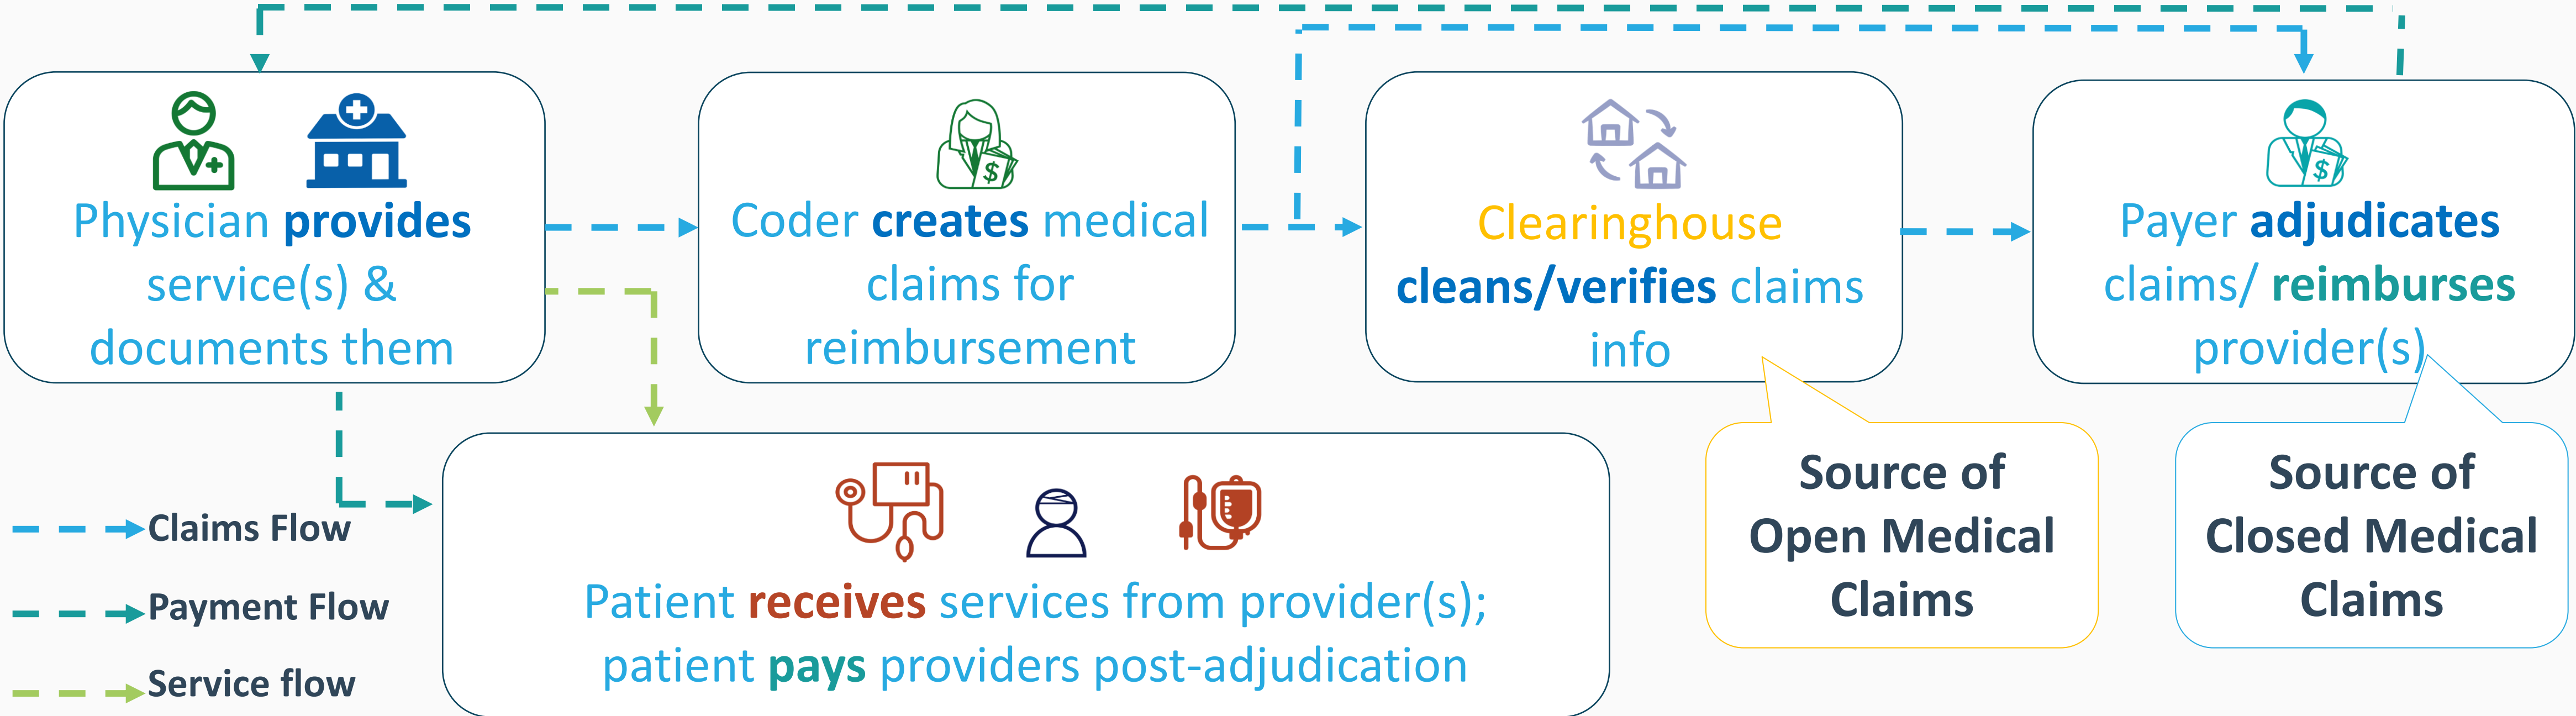 Physician provides
service(s) &
documents them
Coder creates medical
claims for
reimbursement
Clearinghouse
cleans/verifies claims
info
Payer adjudicates
claims/ reimburses
provider(s)
Source of
Open Medical
Claims
Source of
Closed Medical
Claims
Claims Flow
Payment Flow
Service flow
Patient receives services from provider(s);
patient pays providers post-adjudication
$
$